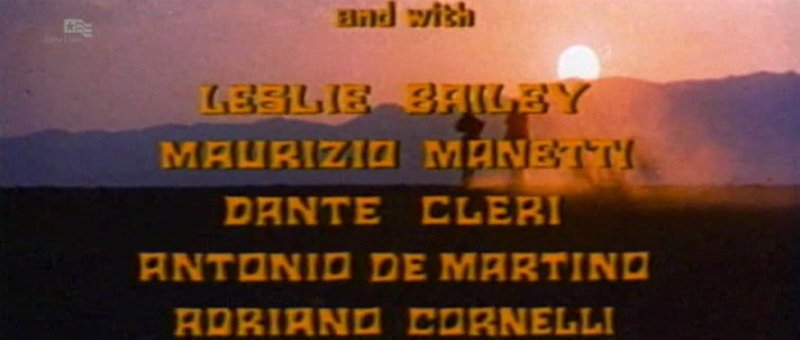 and with
LESLIE BAILEY
MAURIZIO MANETTI
DANTE CLERI
ANTONIO DE MARTINO
ADRIANO CORNELLI